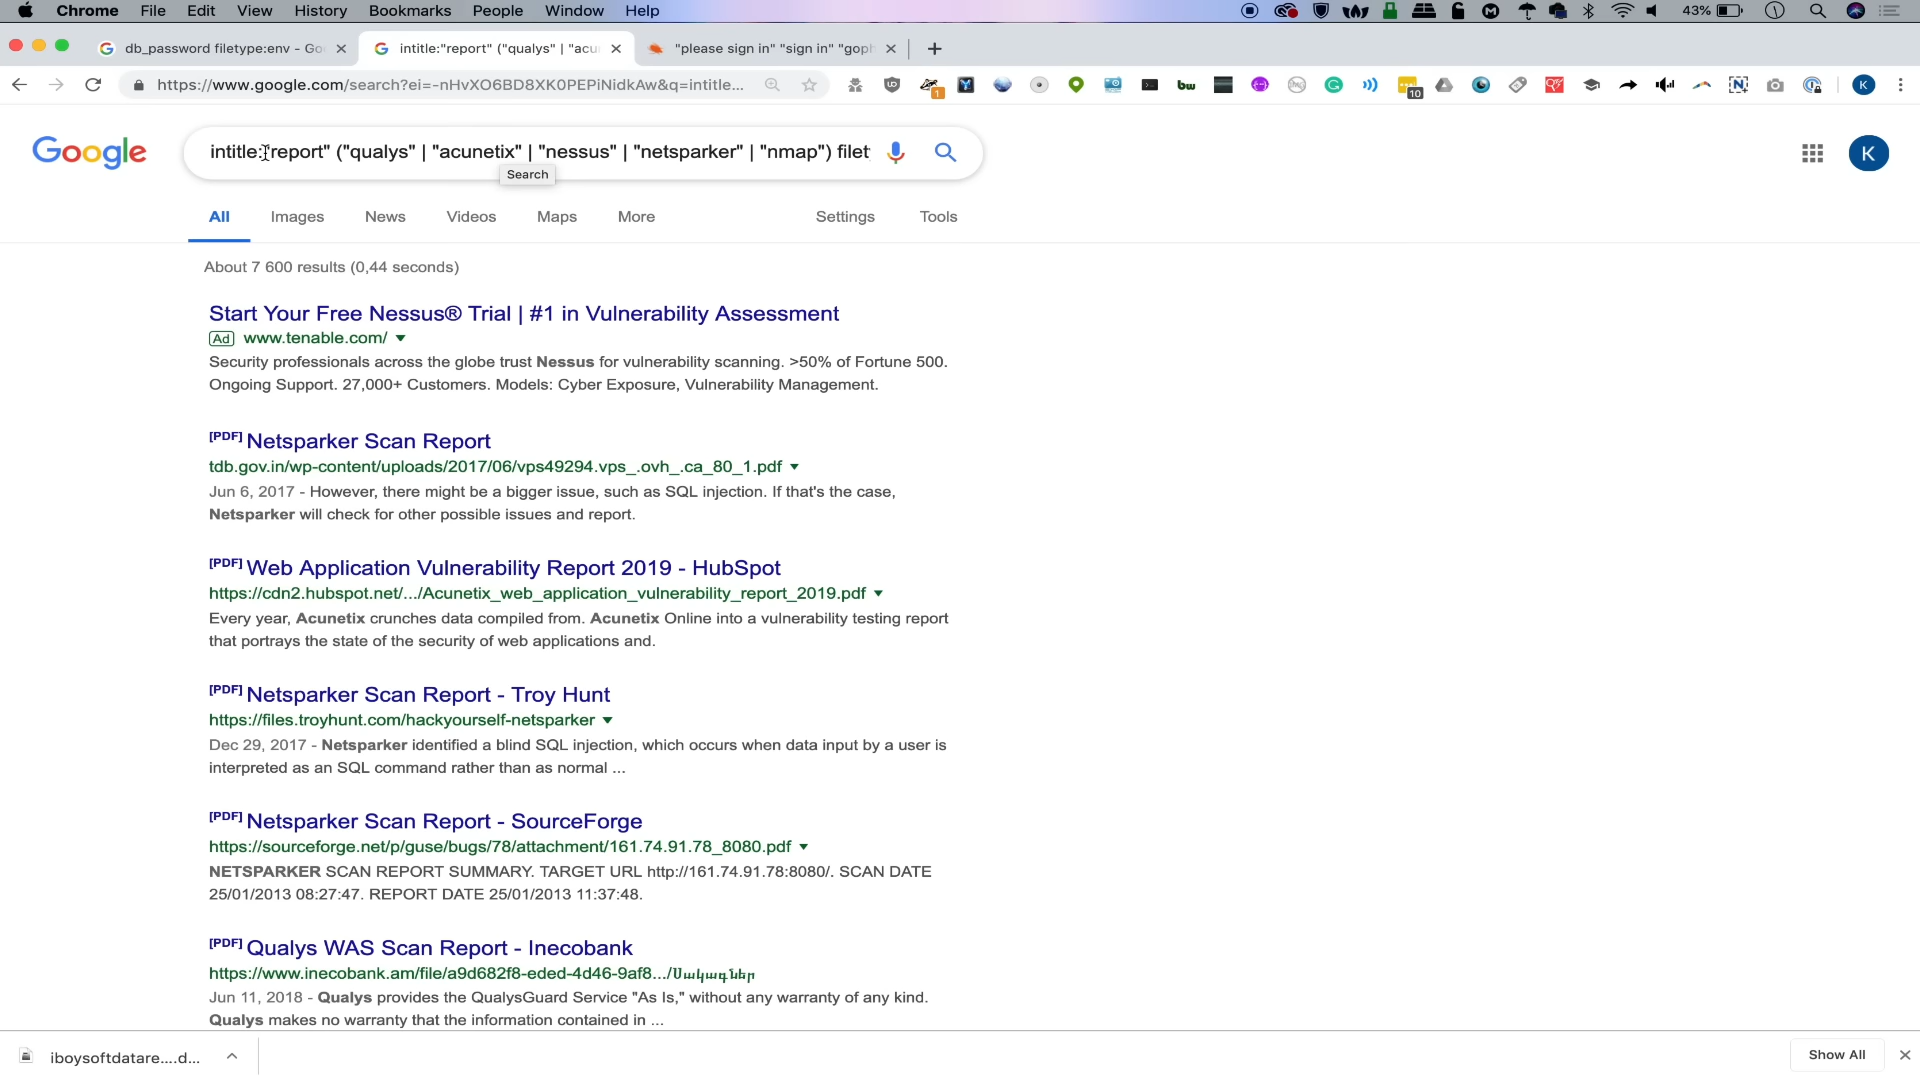 Chrome File Edit View History Bookmarks People Window Help 43%
db_password filetype:env - Go
intitle:"report" ("qualys" | "acu
"please sign in" "sign in" "goph
https://www.google.com/search?ei=-nHvXO6BD8XK0PEPiNidkAw&q=intitle...
Google
intitle:"report" ("qualys" | "acunetix" | "nessus" | "netsparker" | "nmap") filet
K
Search
All Images News Videos Maps More Settings Tools
About 7 600 results (0,44 seconds)
Start Your Free Nessus® Trial | #1 in Vulnerability Assessment
Ad www.tenable.com/
Security professionals across the globe trust Nessus for vulnerability scanning. >50% of Fortune 500.
Ongoing Support. 27,000+ Customers. Models: Cyber Exposure, Vulnerability Management.
[PDF] Netsparker Scan Report
tdb.gov.in/wp-content/uploads/2017/06/vps49294.vps_.ovh_.ca_80_1.pdf
Jun 6, 2017 - However, there might be a bigger issue, such as SQL injection. If that's the case,
Netsparker will check for other possible issues and report.
[PDF] Web Application Vulnerability Report 2019 - HubSpot
https://cdn2.hubspot.net/.../Acunetix_web_application_vulnerability_report_2019.pdf
Every year, Acunetix crunches data compiled from. Acunetix Online into a vulnerability testing report
that portrays the state of the security of web applications and.
[PDF] Netsparker Scan Report - Troy Hunt
https://files.troyhunt.com/hackyourself-netsparker
Dec 29, 2017 - Netsparker identified a blind SQL injection, which occurs when data input by a user is
interpreted as an SQL command rather than as normal ...
[PDF] Netsparker Scan Report - SourceForge
https://sourceforge.net/p/guse/bugs/78/attachment/161.74.91.78_8080.pdf
NETSPARKER SCAN REPORT SUMMARY. TARGET URL http://161.74.91.78:8080/. SCAN DATE
25/01/2013 08:27:47. REPORT DATE 25/01/2013 11:37:48.
[PDF] Qualys WAS Scan Report - Inecobank
https://www.inecobank.am/file/a9d682f8-eded-4d46-9af8.../Սակագներ
Jun 11, 2018 - Qualys provides the QualysGuard Service "As Is," without any warranty of any kind.
Qualys makes no warranty that the information contained in ...
iboysoftdatare....d...
Show All